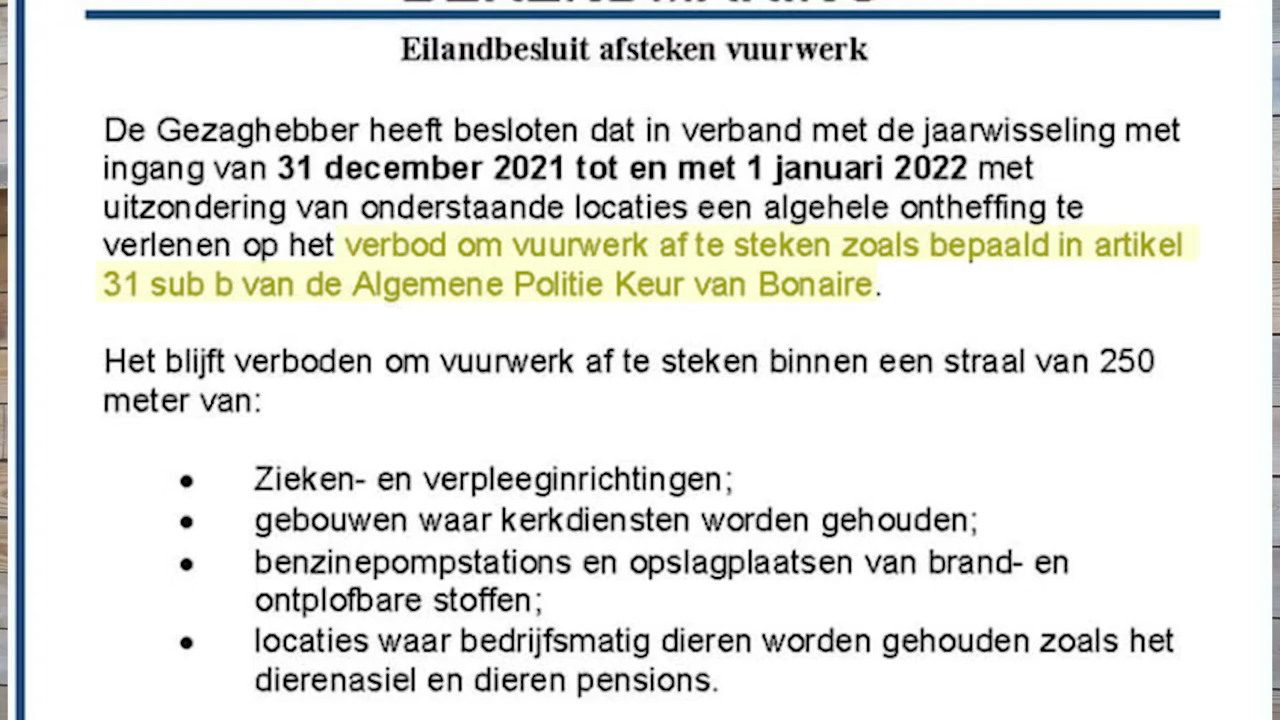 Eilandbesluit afsteken vuurwerk
De Gezaghebber heeft besloten dat in verband met de jaarwisseling met
ingang van 31 december 2021 tot en met 1 januari 2022 met
uitzondering van onderstaande locaties een algehele ontheffing te
verlenen op het verbod om vuurwerk af te steken zoals bepaald in artikel
31 sub b van de Algemene Politie Keur van Bonaire.
Het blijft verboden om vuurwerk af te steken binnen een straal van 250
meter van:
• Zieken- en verpleeginrichtingen;
• gebouwen waar kerkdiensten worden gehouden;
• benzinepompstations en opslagplaatsen van brand- en
ontplofbare stoffen;
• locaties waar bedrijfsmatig dieren worden gehouden zoals het
dierenasiel en dieren pensions.